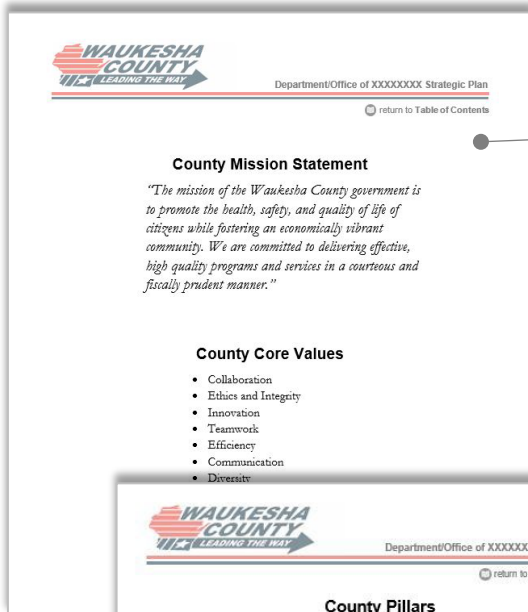 WAUKESHA
COUNTY
LEADING THE WAY
Department/Office of XXXXXXXX Strategic Plan
return to Table of Contents
County Mission Statement
"The mission of the Waukesha County government is
to promote the health, safety, and quality of life of
citizens while fostering an economically vibrant
community. We are committed to delivering effective,
high quality programs and services in a courteous and
fiscally prudent manner."
County Core Values
• Collaboration
• Ethics and Integrity
• Innovation
• Teamwork
• Efficiency
• Communication
• Diversity
WAUKESHA
COUNTY
LEADING THE WAY
Department/Office of XXXXXX
return to
County Pillars